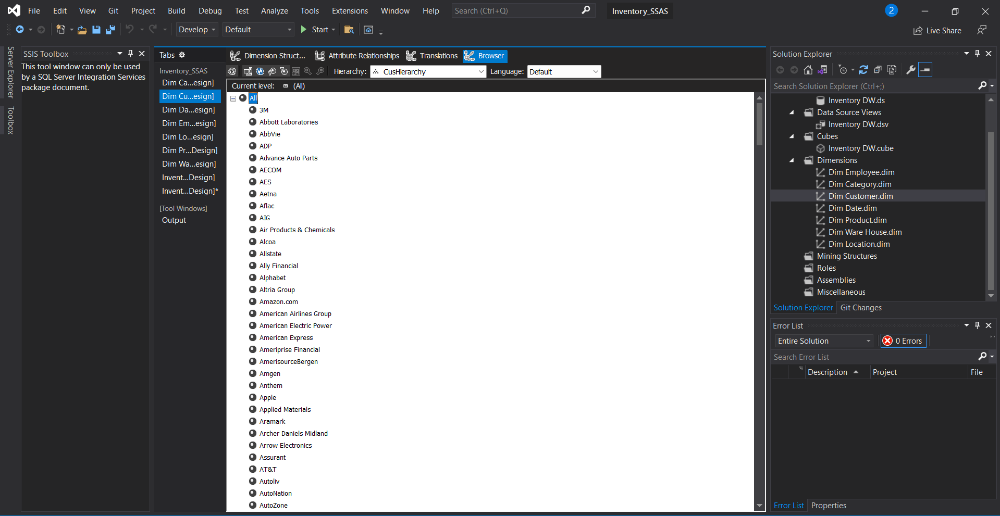 File Edit View Git Project Build Debug Test Analyze Tools Extensions Window Help Search (Ctrl+Q) Inventory_SSAS 2
Develop Default Start Live Share
Server Explorer
Toolbox
SSIS Toolbox
This tool window can only be used
by a SQL Server Integration Services
package document.
Tabs
Inventory_SSAS
Dim Ca...esign]
Dim Cu...esign]
Dim Da...esign]
Dim Em...esign]
Dim Lo...esign]
Dim Pr...Design]
Dim Wa...esign]
Invent...Design]
Invent...Design]*
[Tool Windows]
Output
Dimension Struct... Attribute Relationships Translations Browser
Hierarchy: CusHierarchy Language: Default
Current level: (All)
All
3M
Abbott Laboratories
AbbVie
ADP
Advance Auto Parts
AECOM
AES
Aetna
Aflac
AIG
Air Products & Chemicals
Alcoa
Allstate
Ally Financial
Alphabet
Altria Group
Amazon.com
American Airlines Group
American Electric Power
American Express
Ameriprise Financial
AmerisourceBergen
Amgen
Anthem
Apple
Applied Materials
Aramark
Archer Daniels Midland
Arrow Electronics
Assurant
AT&T
Autoliv
AutoNation
AutoZone
Solution Explorer
Search Solution Explorer (Ctrl+;)
Inventory DW.ds
Data Source Views
Inventory DW.dsv
Cubes
Inventory DW.cube
Dimensions
Dim Employee.dim
Dim Category.dim
Dim Customer.dim
Dim Date.dim
Dim Product.dim
Dim Ware House.dim
Dim Location.dim
Mining Structures
Roles
Assemblies
Miscellaneous
Solution Explorer Git Changes
Error List
Entire Solution 0 Errors
Search Error List
Description Project File
Error List Properties